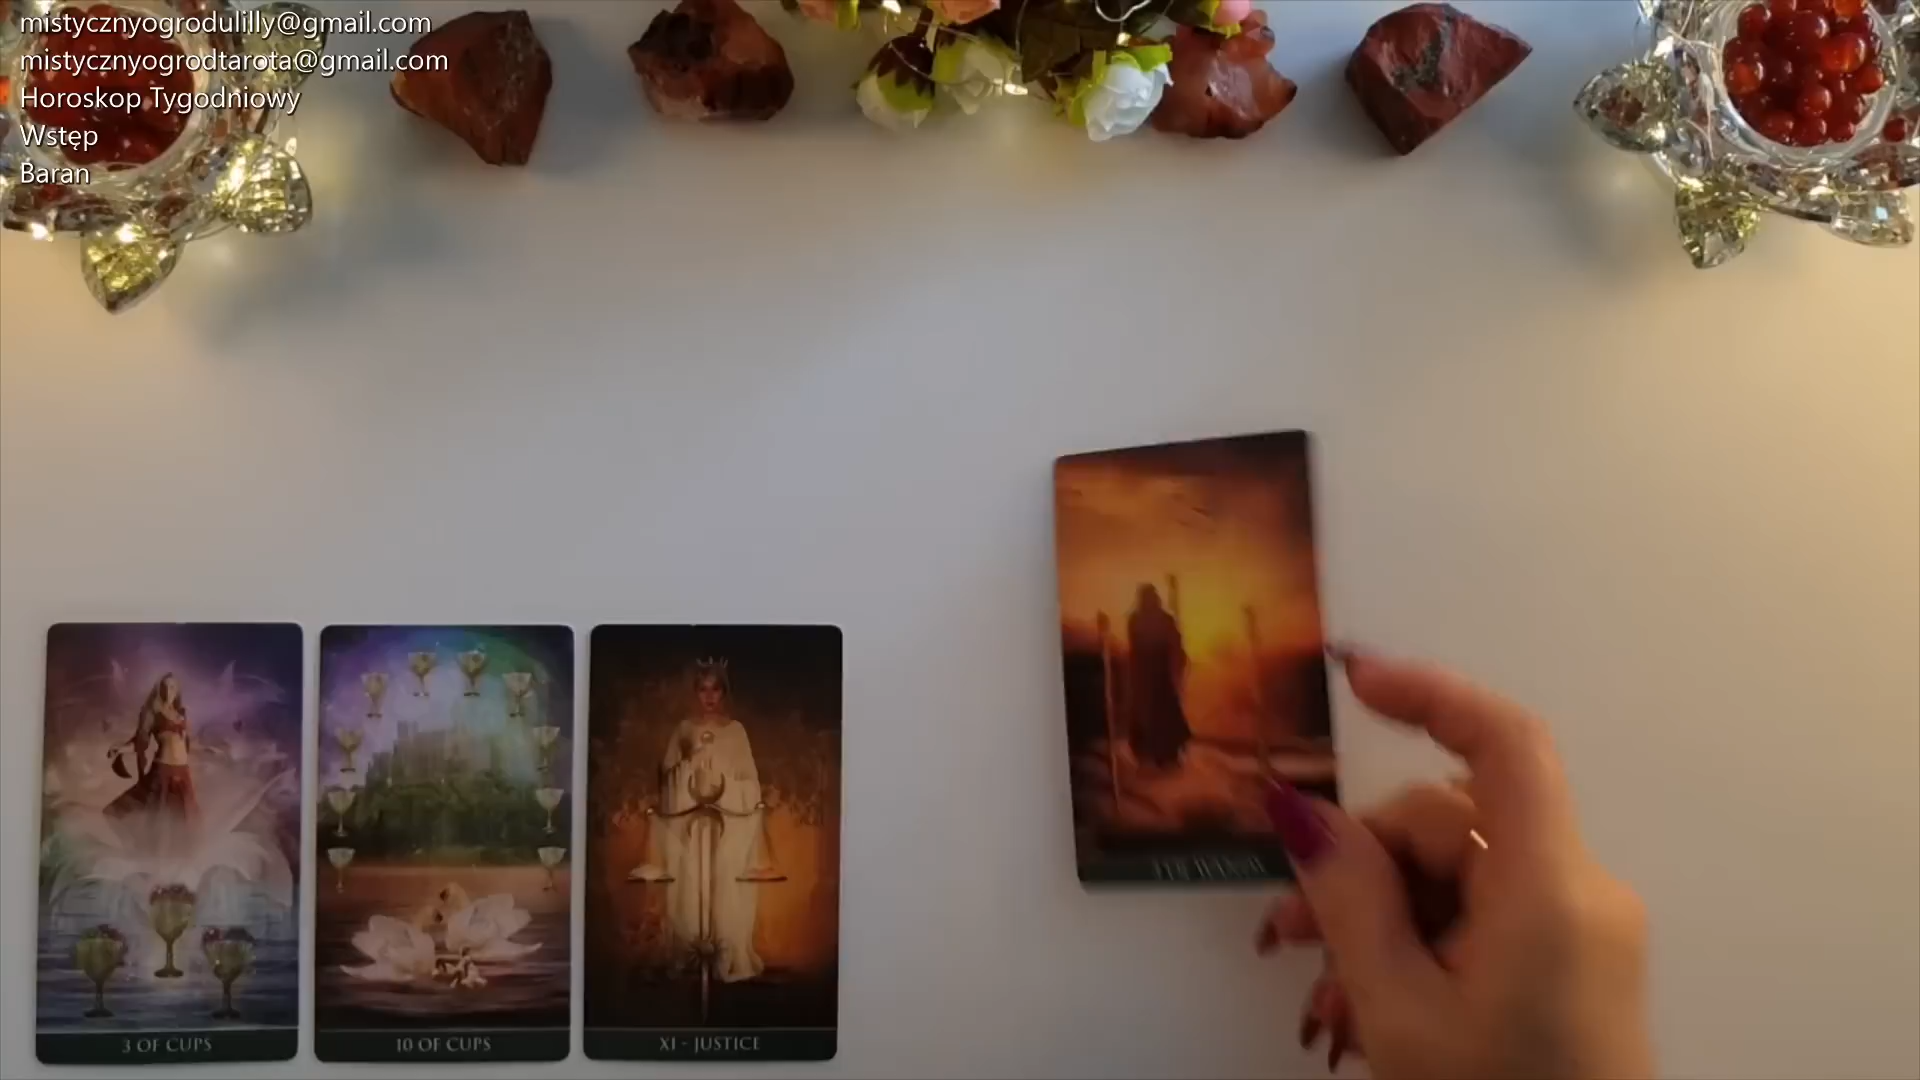 mistycznyogrodulilly@gmail.com
mistycznyogrodtarota@gmail.com
Horoskop Tygodniowy
Wstęp
Baran
3 OF CUPS
10 OF CUPS
XI - JUSTICE